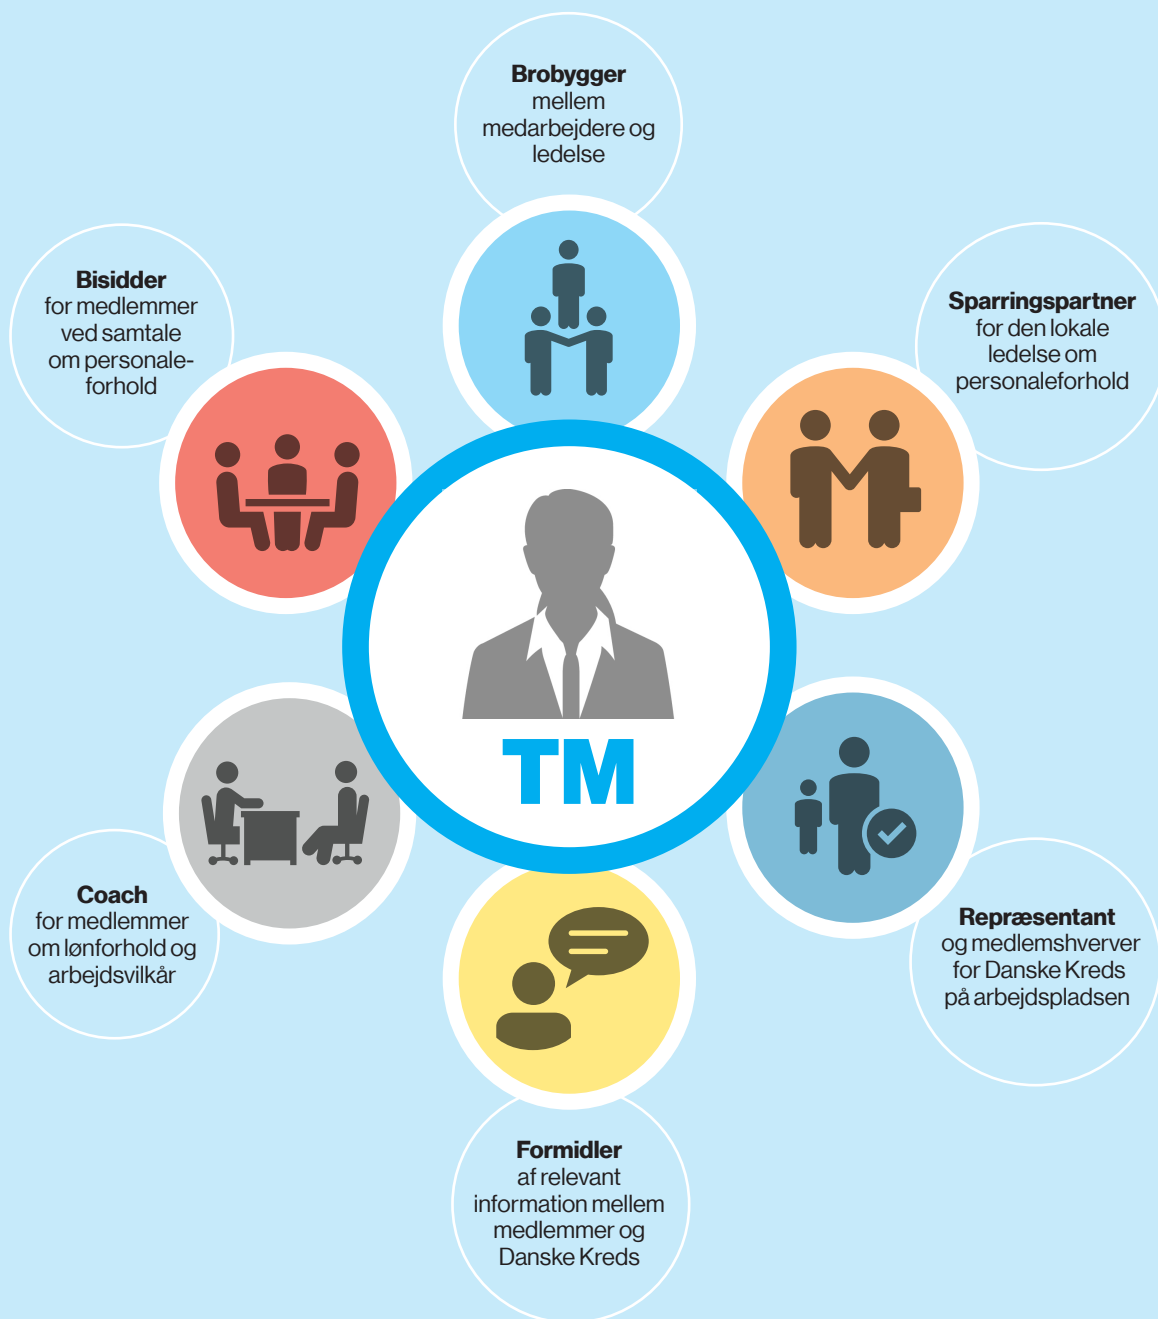 Brobygger
mellem
medarbejdere og
ledelse
Bisidder
for medlemmer
ved samtale
om personale-
forhold
Sparringspartner
for den lokale
ledelse om
personaleforhold
TM
Coach
for medlemmer
om lønforhold og
arbejdsvilkår
Repræsentant
og medlemshverver
for Danske Kreds
på arbejdspladsen
Formidler
af relevant
information mellem
medlemmer og
Danske Kreds